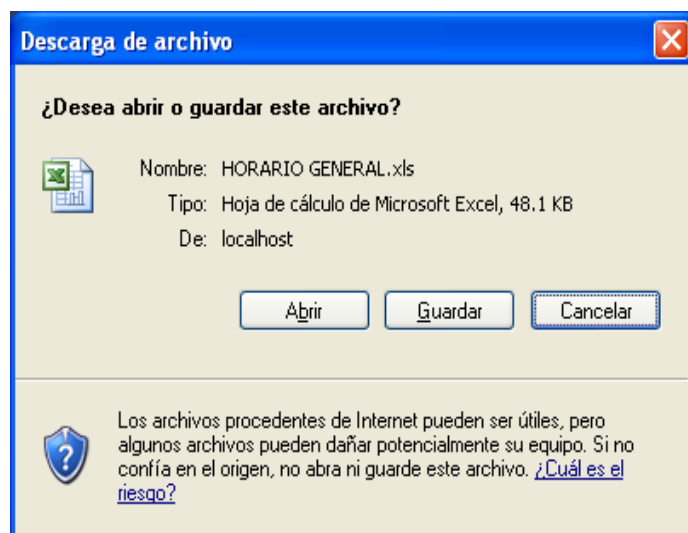 Descarga de archivo
¿Desea abrir o guardar este archivo?
Nombre: HORARIO GENERAL.xls
Tipo: Hoja de cálculo de Microsoft Excel, 48.1 KB
De: localhost
Abrir Guardar Cancelar
Los archivos procedentes de Internet pueden ser útiles, pero
algunos archivos pueden dañar potencialmente su equipo. Si no
confía en el origen, no abra ni guarde este archivo. ¿Cuál es el
riesgo?